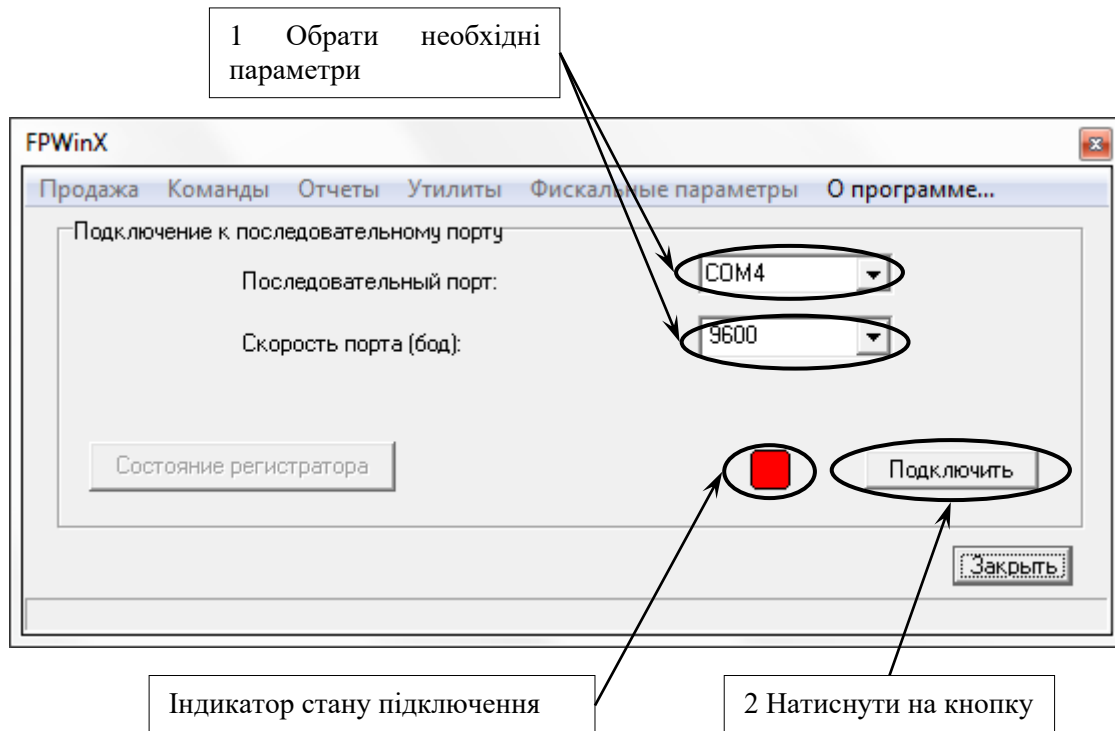 1 Обрати необхідні
параметри
FPWinX
Продажа Команды Отчеты Утилиты Фискальные параметры О программе...
Подключение к последовательному порту
Последовательный порт: COM4
Скорость порта (бод): 9600
Состояние регистратора Подключить
Закрыть
Індикатор стану підключення 2 Натиснути на кнопку